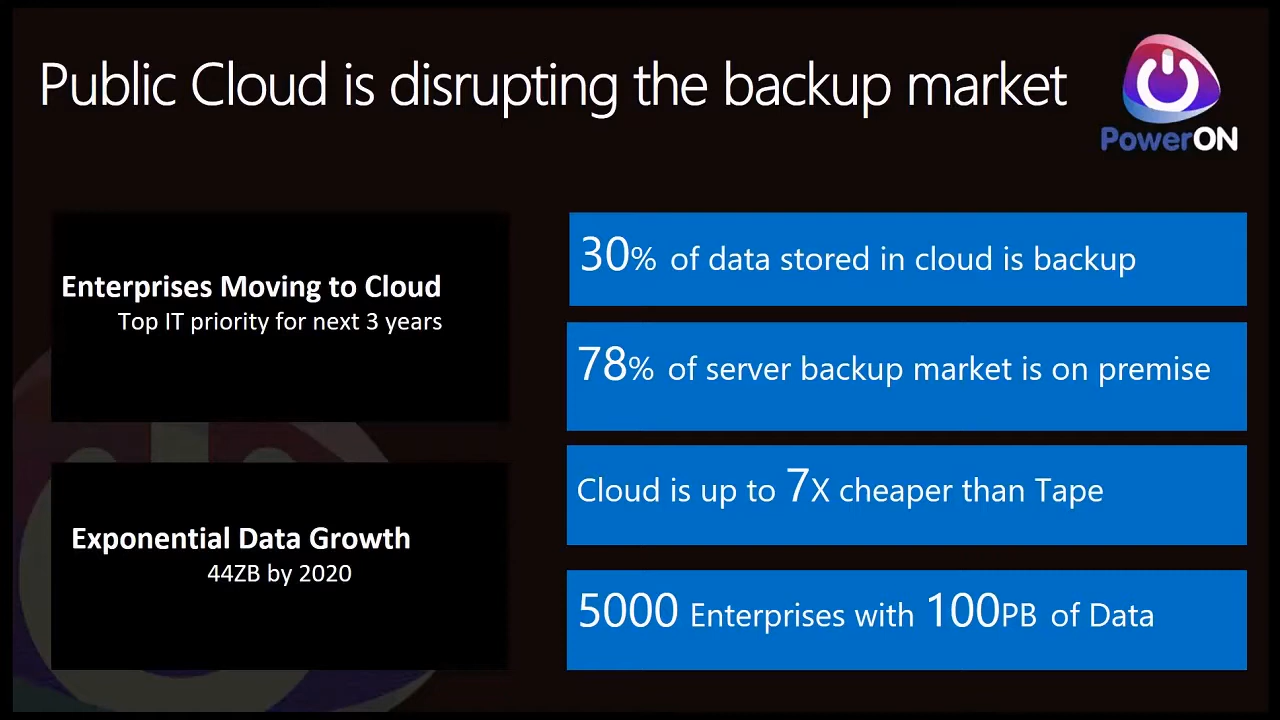 Public Cloud is disrupting the backup market
PowerON
Enterprises Moving to Cloud
Top IT priority for next 3 years
Exponential Data Growth
44ZB by 2020
30% of data stored in cloud is backup
78% of server backup market is on premise
Cloud is up to 7X cheaper than Tape
5000 Enterprises with 100PB of Data